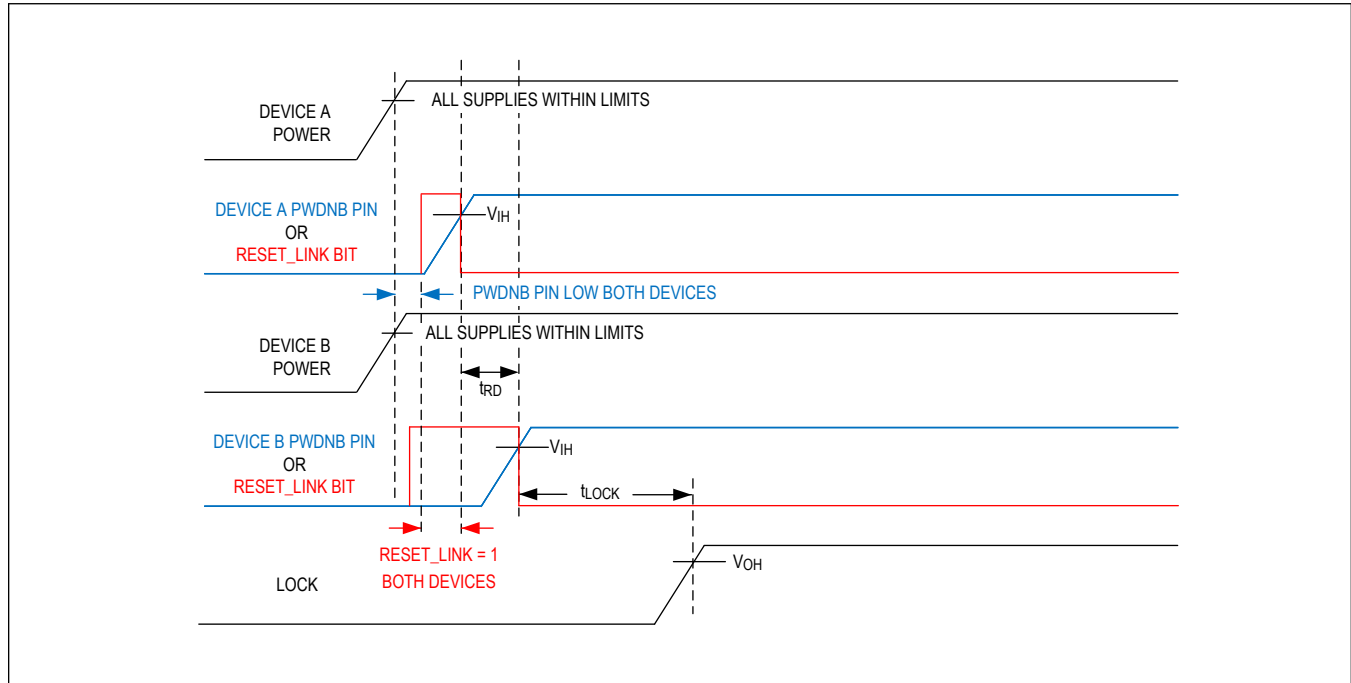 DEVICE A
POWER
ALL SUPPLIES WITHIN LIMITS
DEVICE A PWDNB PIN
OR
RESET_LINK BIT
VIH
PWDNB PIN LOW BOTH DEVICES
DEVICE B
POWER
ALL SUPPLIES WITHIN LIMITS
tRD
DEVICE B PWDNB PIN
OR
RESET_LINK BIT
VIH
tLOCK
RESET_LINK = 1
BOTH DEVICES
LOCK
VOH